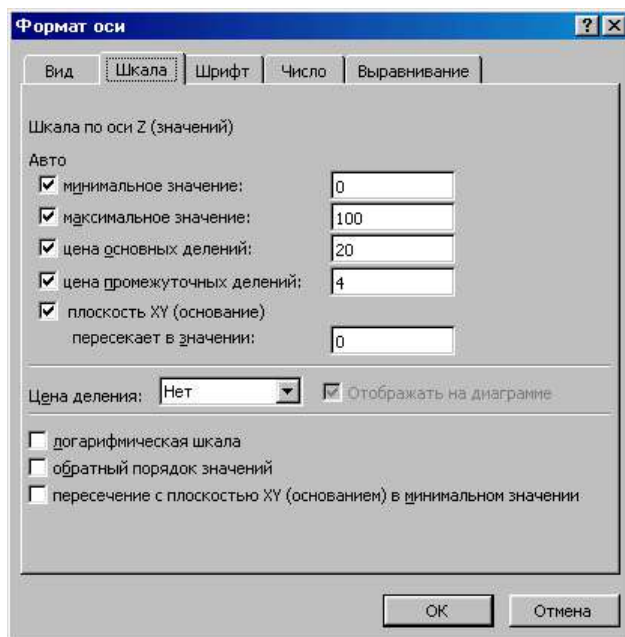 Формат оси
Вид Шкала Шрифт Число Выравнивание
Шкала по оси Z (значений)
Авто
минимальное значение: 0
максимальное значение: 100
цена основных делений: 20
цена промежуточных делений: 4
плоскость XY (основание)
пересекает в значении: 0
Цена деления: Нет Отображать на диаграмме
логарифмическая шкала
обратный порядок значений
пересечение с плоскостью XY (основанием) в минимальном значении
ОК Отмена